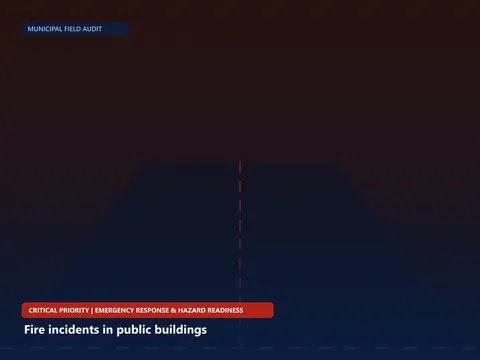 MUNICIPAL FIELD AUDIT
CRITICAL PRIORITY | EMERGENCY RESPONSE & HAZARD READINESS
Fire incidents in public buildings